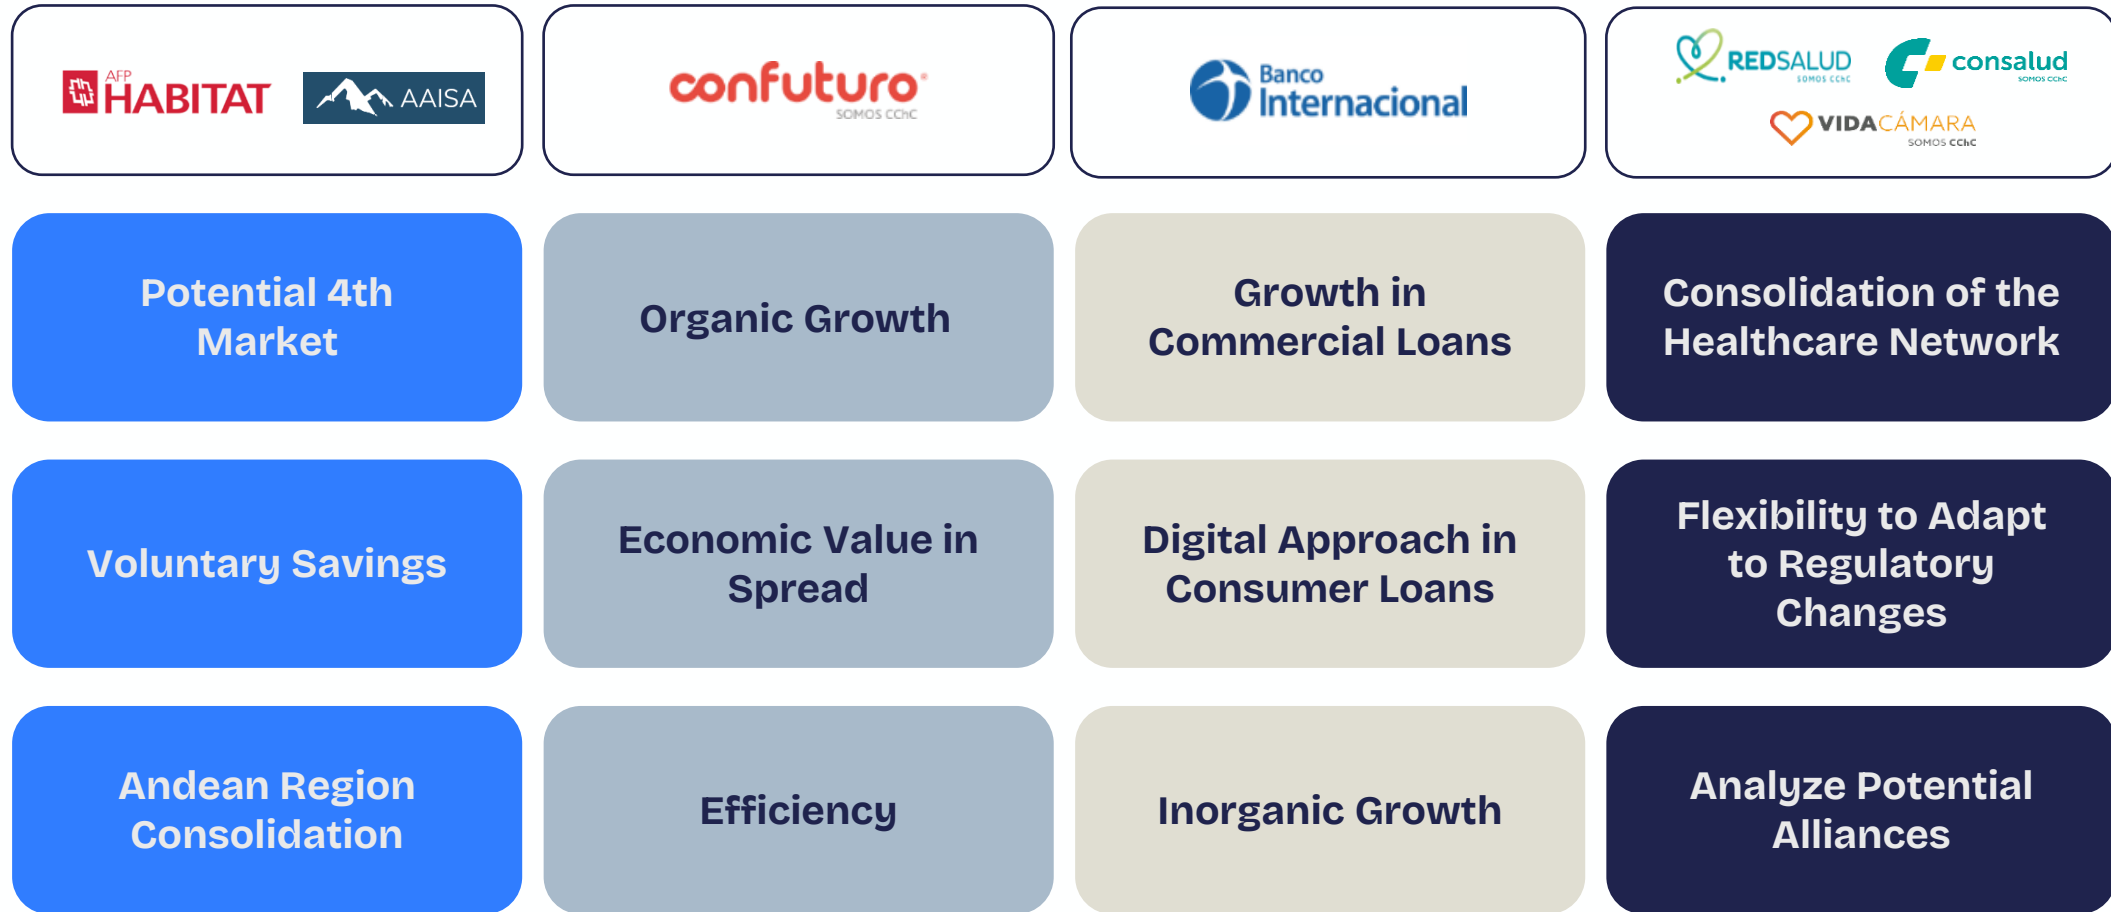 AFP
HABITAT
AAISA
confuturo
SOMOS CChC
Banco
Internacional
REDSALUD
SOMOS CChC
consalud
SOMOS CChC
VIDACÁMARA
SOMOS CChC
Potential 4th
Market
Organic Growth
Growth in
Commercial Loans
Consolidation of the
Healthcare Network
Voluntary Savings
Economic Value in
Spread
Digital Approach in
Consumer Loans
Flexibility to Adapt
to Regulatory
Changes
Andean Region
Consolidation
Efficiency
Inorganic Growth
Analyze Potential
Alliances